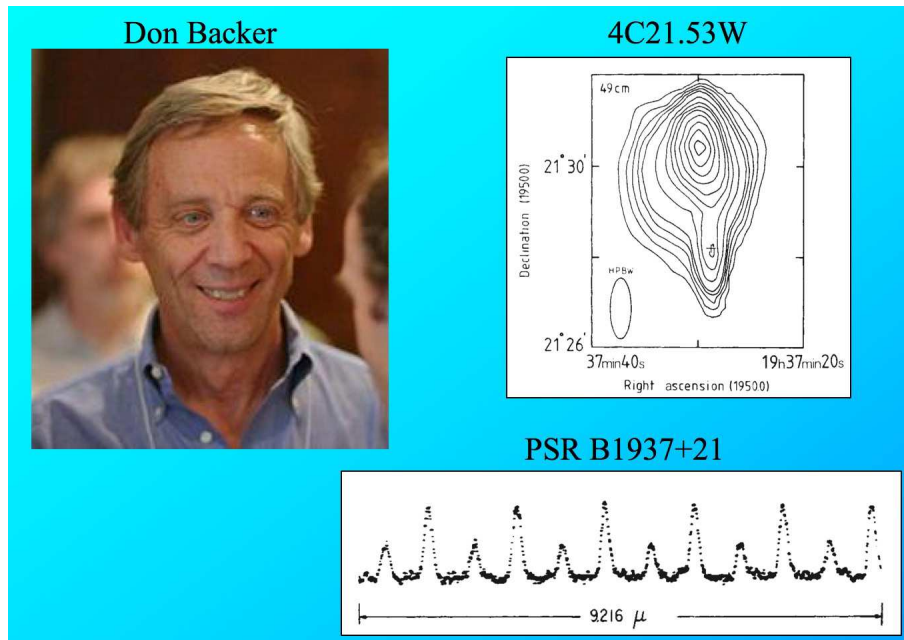 Don Backer
4C21.53W
49cm
21°30'
Declination (1950)
HPBW
21°26'
37min40s
19h37min20s
Right ascension (1950)
PSR B1937+21
9.216 μ